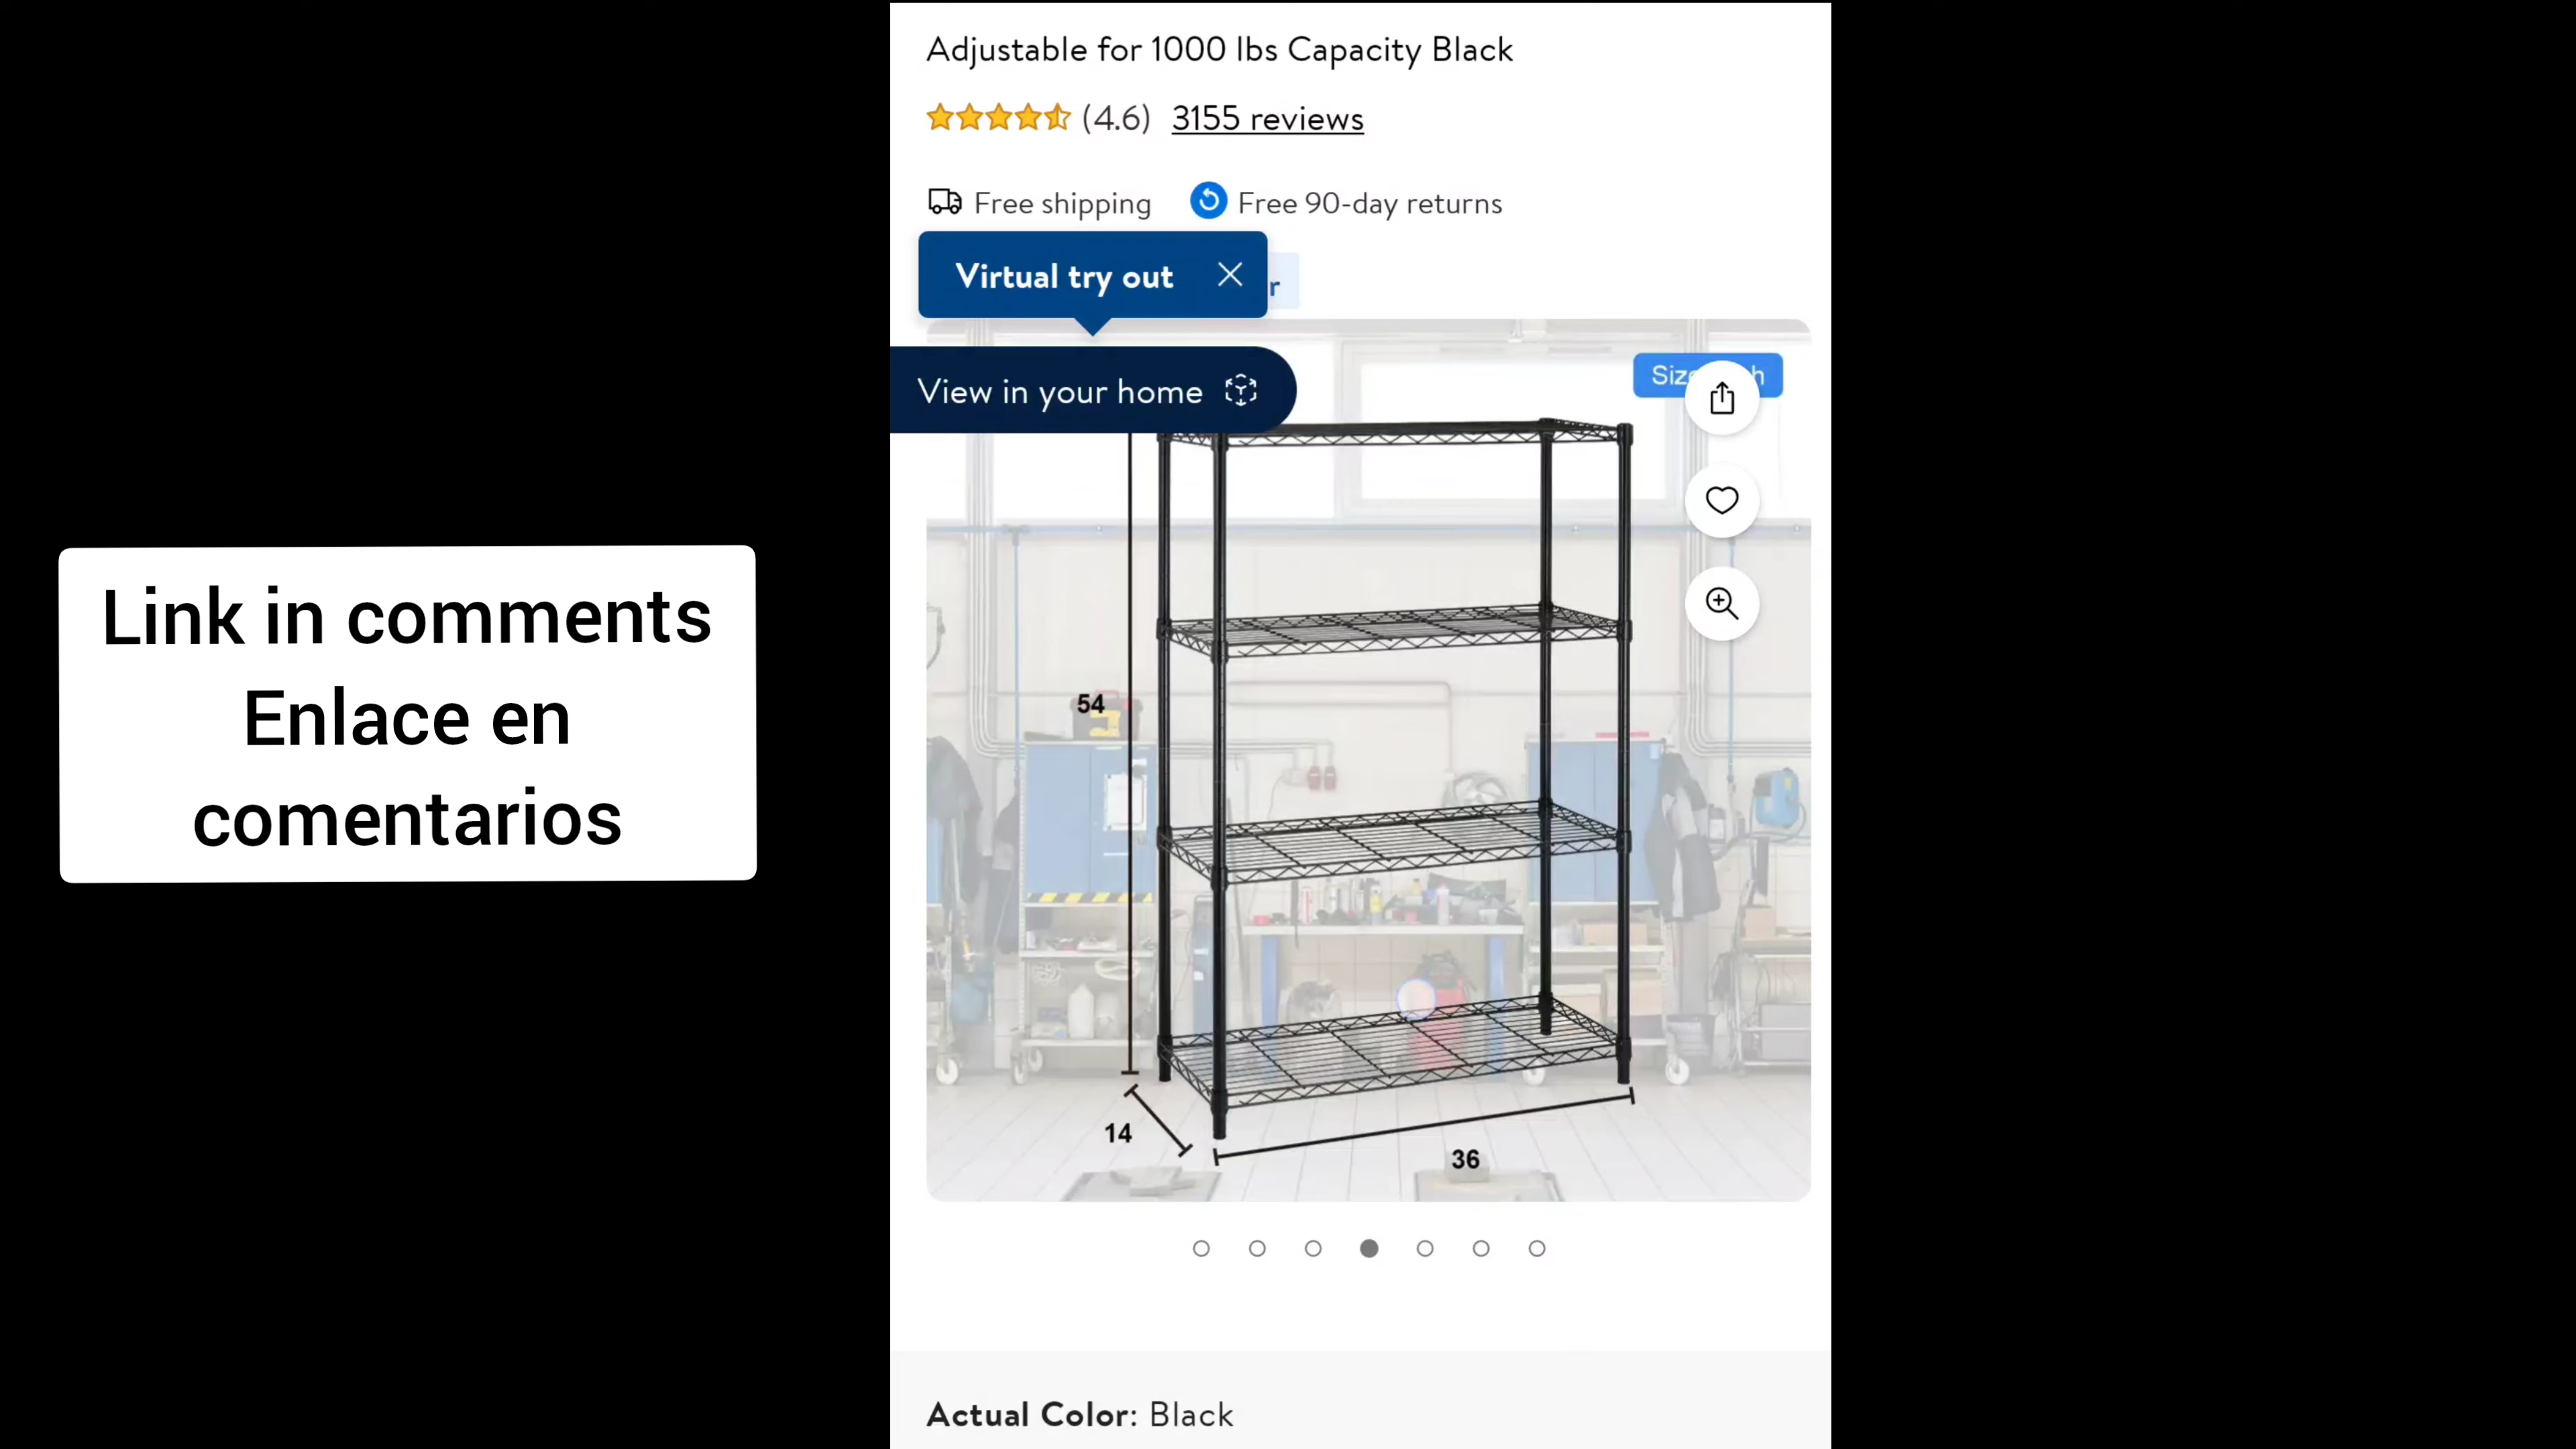 Adjustable for 1000 lbs Capacity Black
(4.6) 3155 reviews
Free shipping Free 90-day returns
Virtual try out
r
View in your home
54
14
36
Actual Color: Black
Link in comments
Enlace en
comentarios